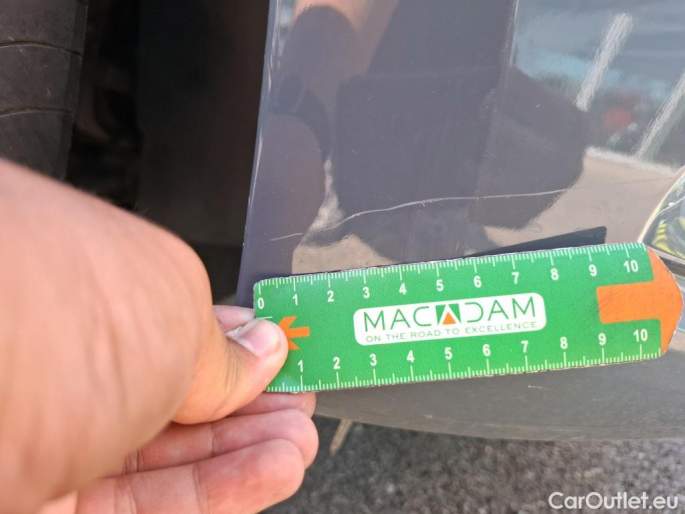 0 1 2 3 4 5 6 7 8 9 10
MACADAM
ON THE ROAD TO EXCELLENCE
1 2 3 4 5 6 7 8 9 10
CarOutlet.eu